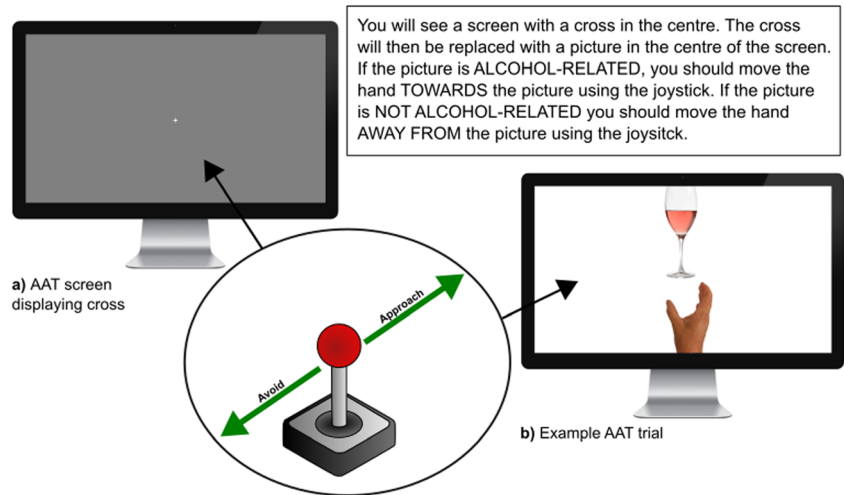 You will see a screen with a cross in the centre. The cross
will then be replaced with a picture in the centre of the screen.
If the picture is ALCOHOL-RELATED, you should move the
hand TOWARDS the picture using the joystick. If the picture
is NOT ALCOHOL-RELATED you should move the hand
AWAY FROM the picture using the joysitck.
a) AAT screen
displaying cross
Approach
Avoid
b) Example AAT trial